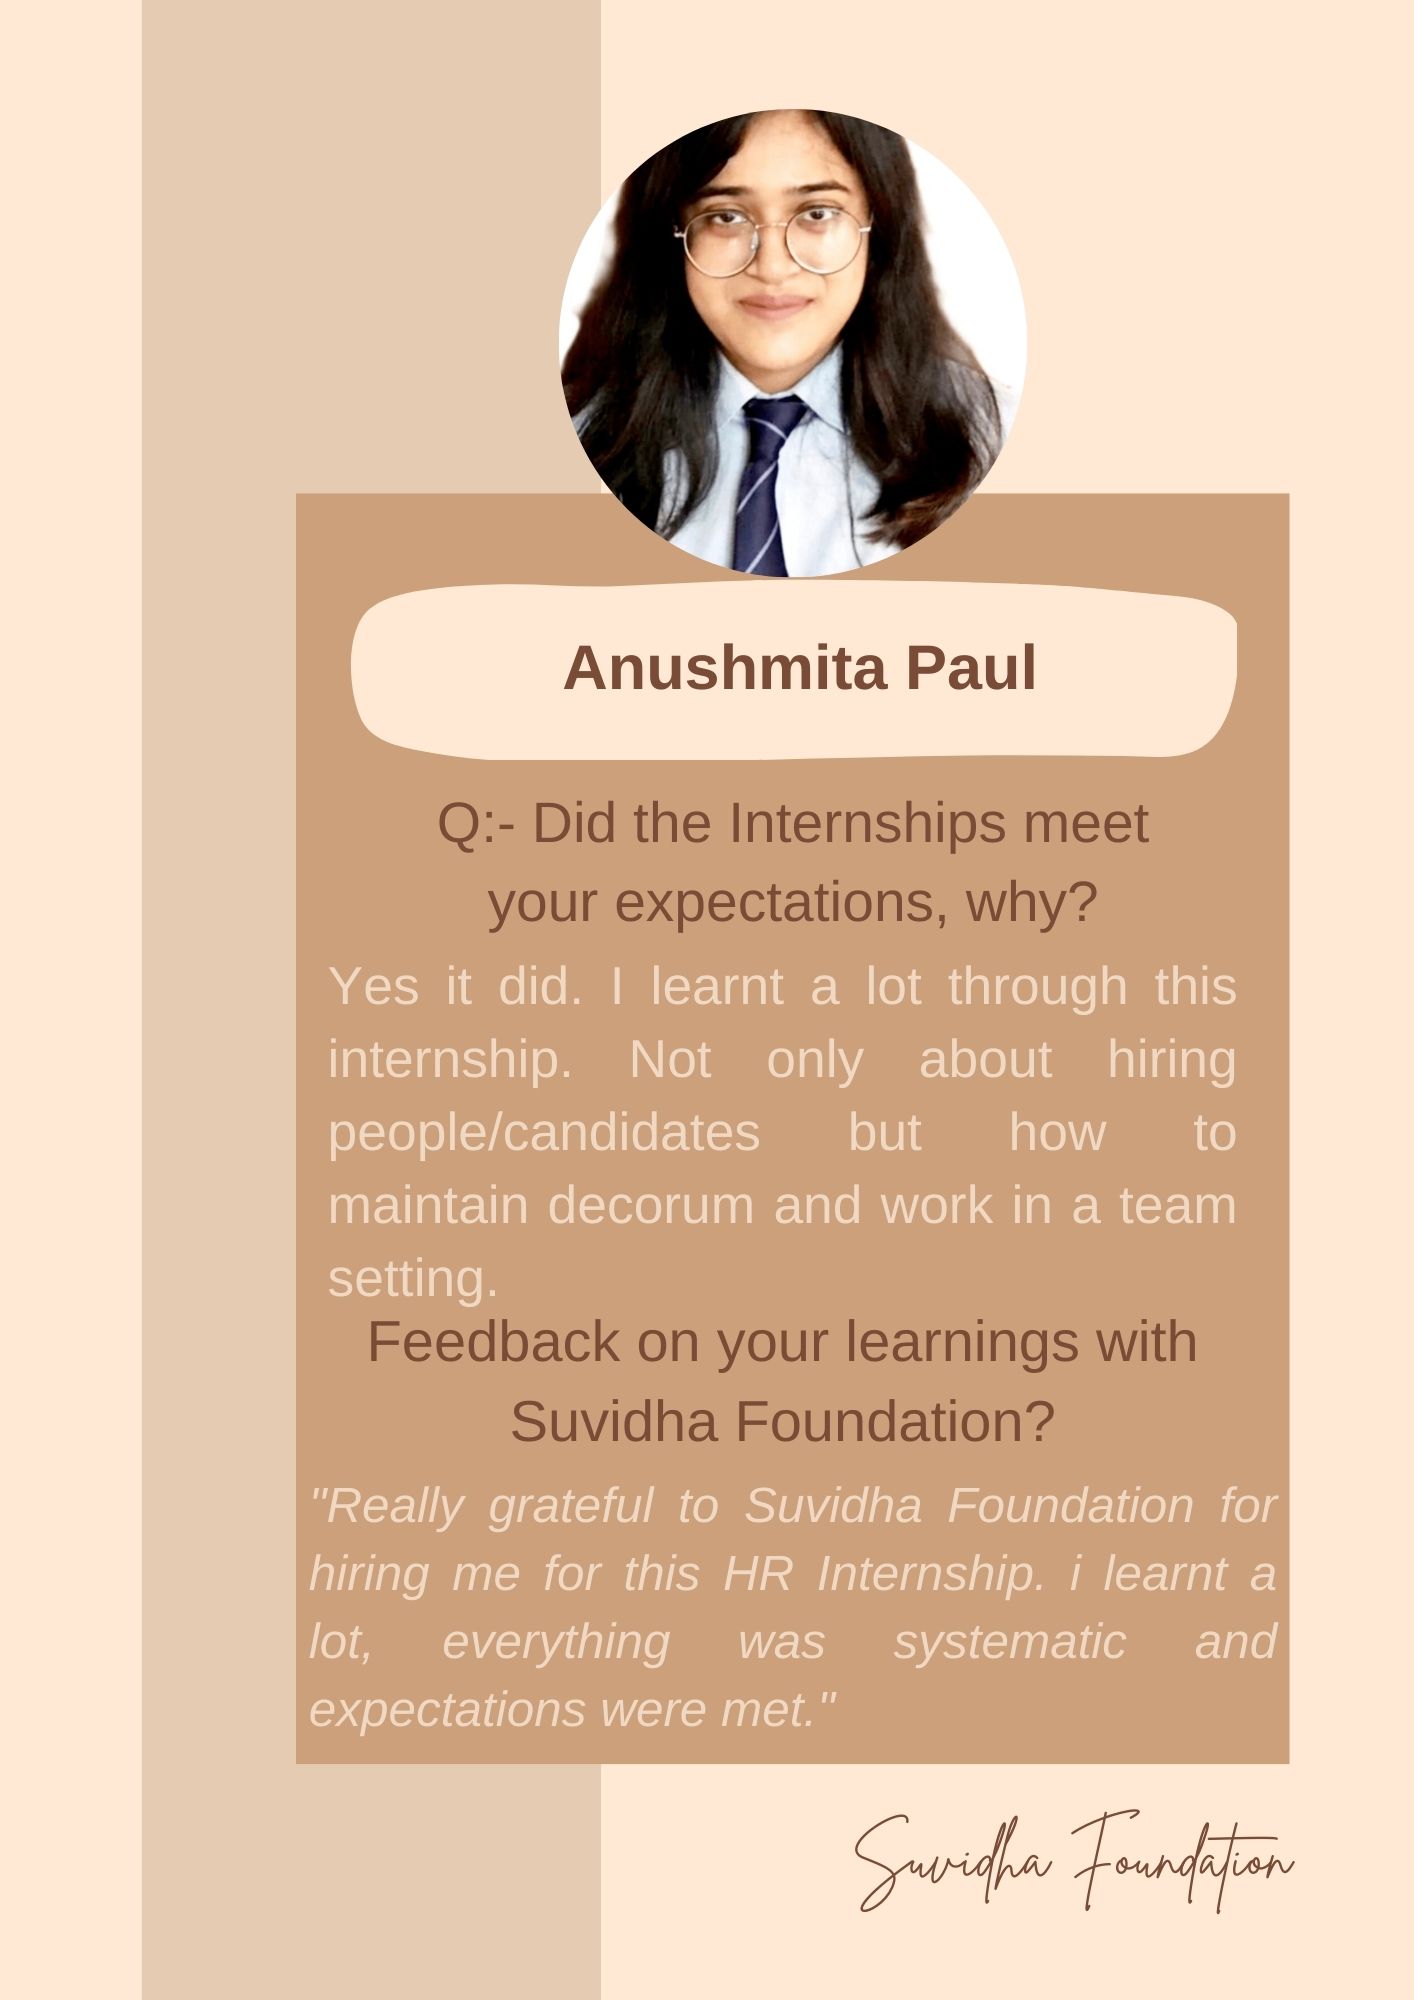 Anushmita Paul
Q:- Did the Internships meet
your expectations, why?
Yes it did. I learnt a lot through this
internship. Not only about hiring
people/candidates but how to
maintain decorum and work in a team
setting.
Feedback on your learnings with
Suvidha Foundation?
"Really grateful to Suvidha Foundation for
hiring me for this HR Internship. i learnt a
lot, everything was systematic and
expectations were met."
Suvidha Foundation